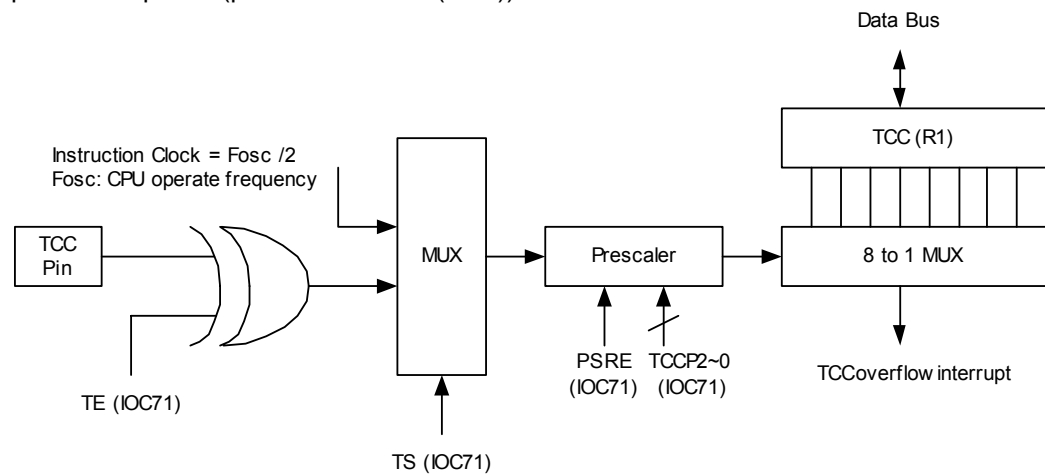 Data Bus
TCC (R1)
Instruction Clock = Fosc /2
Fosc: CPU operate frequency
TCC
Pin
MUX
Prescaler
8 to 1 MUX
PSRE
(IOC71)
TCCP2~0
(IOC71)
TCCoverflow interrupt
TE (IOC71)
TS (IOC71)